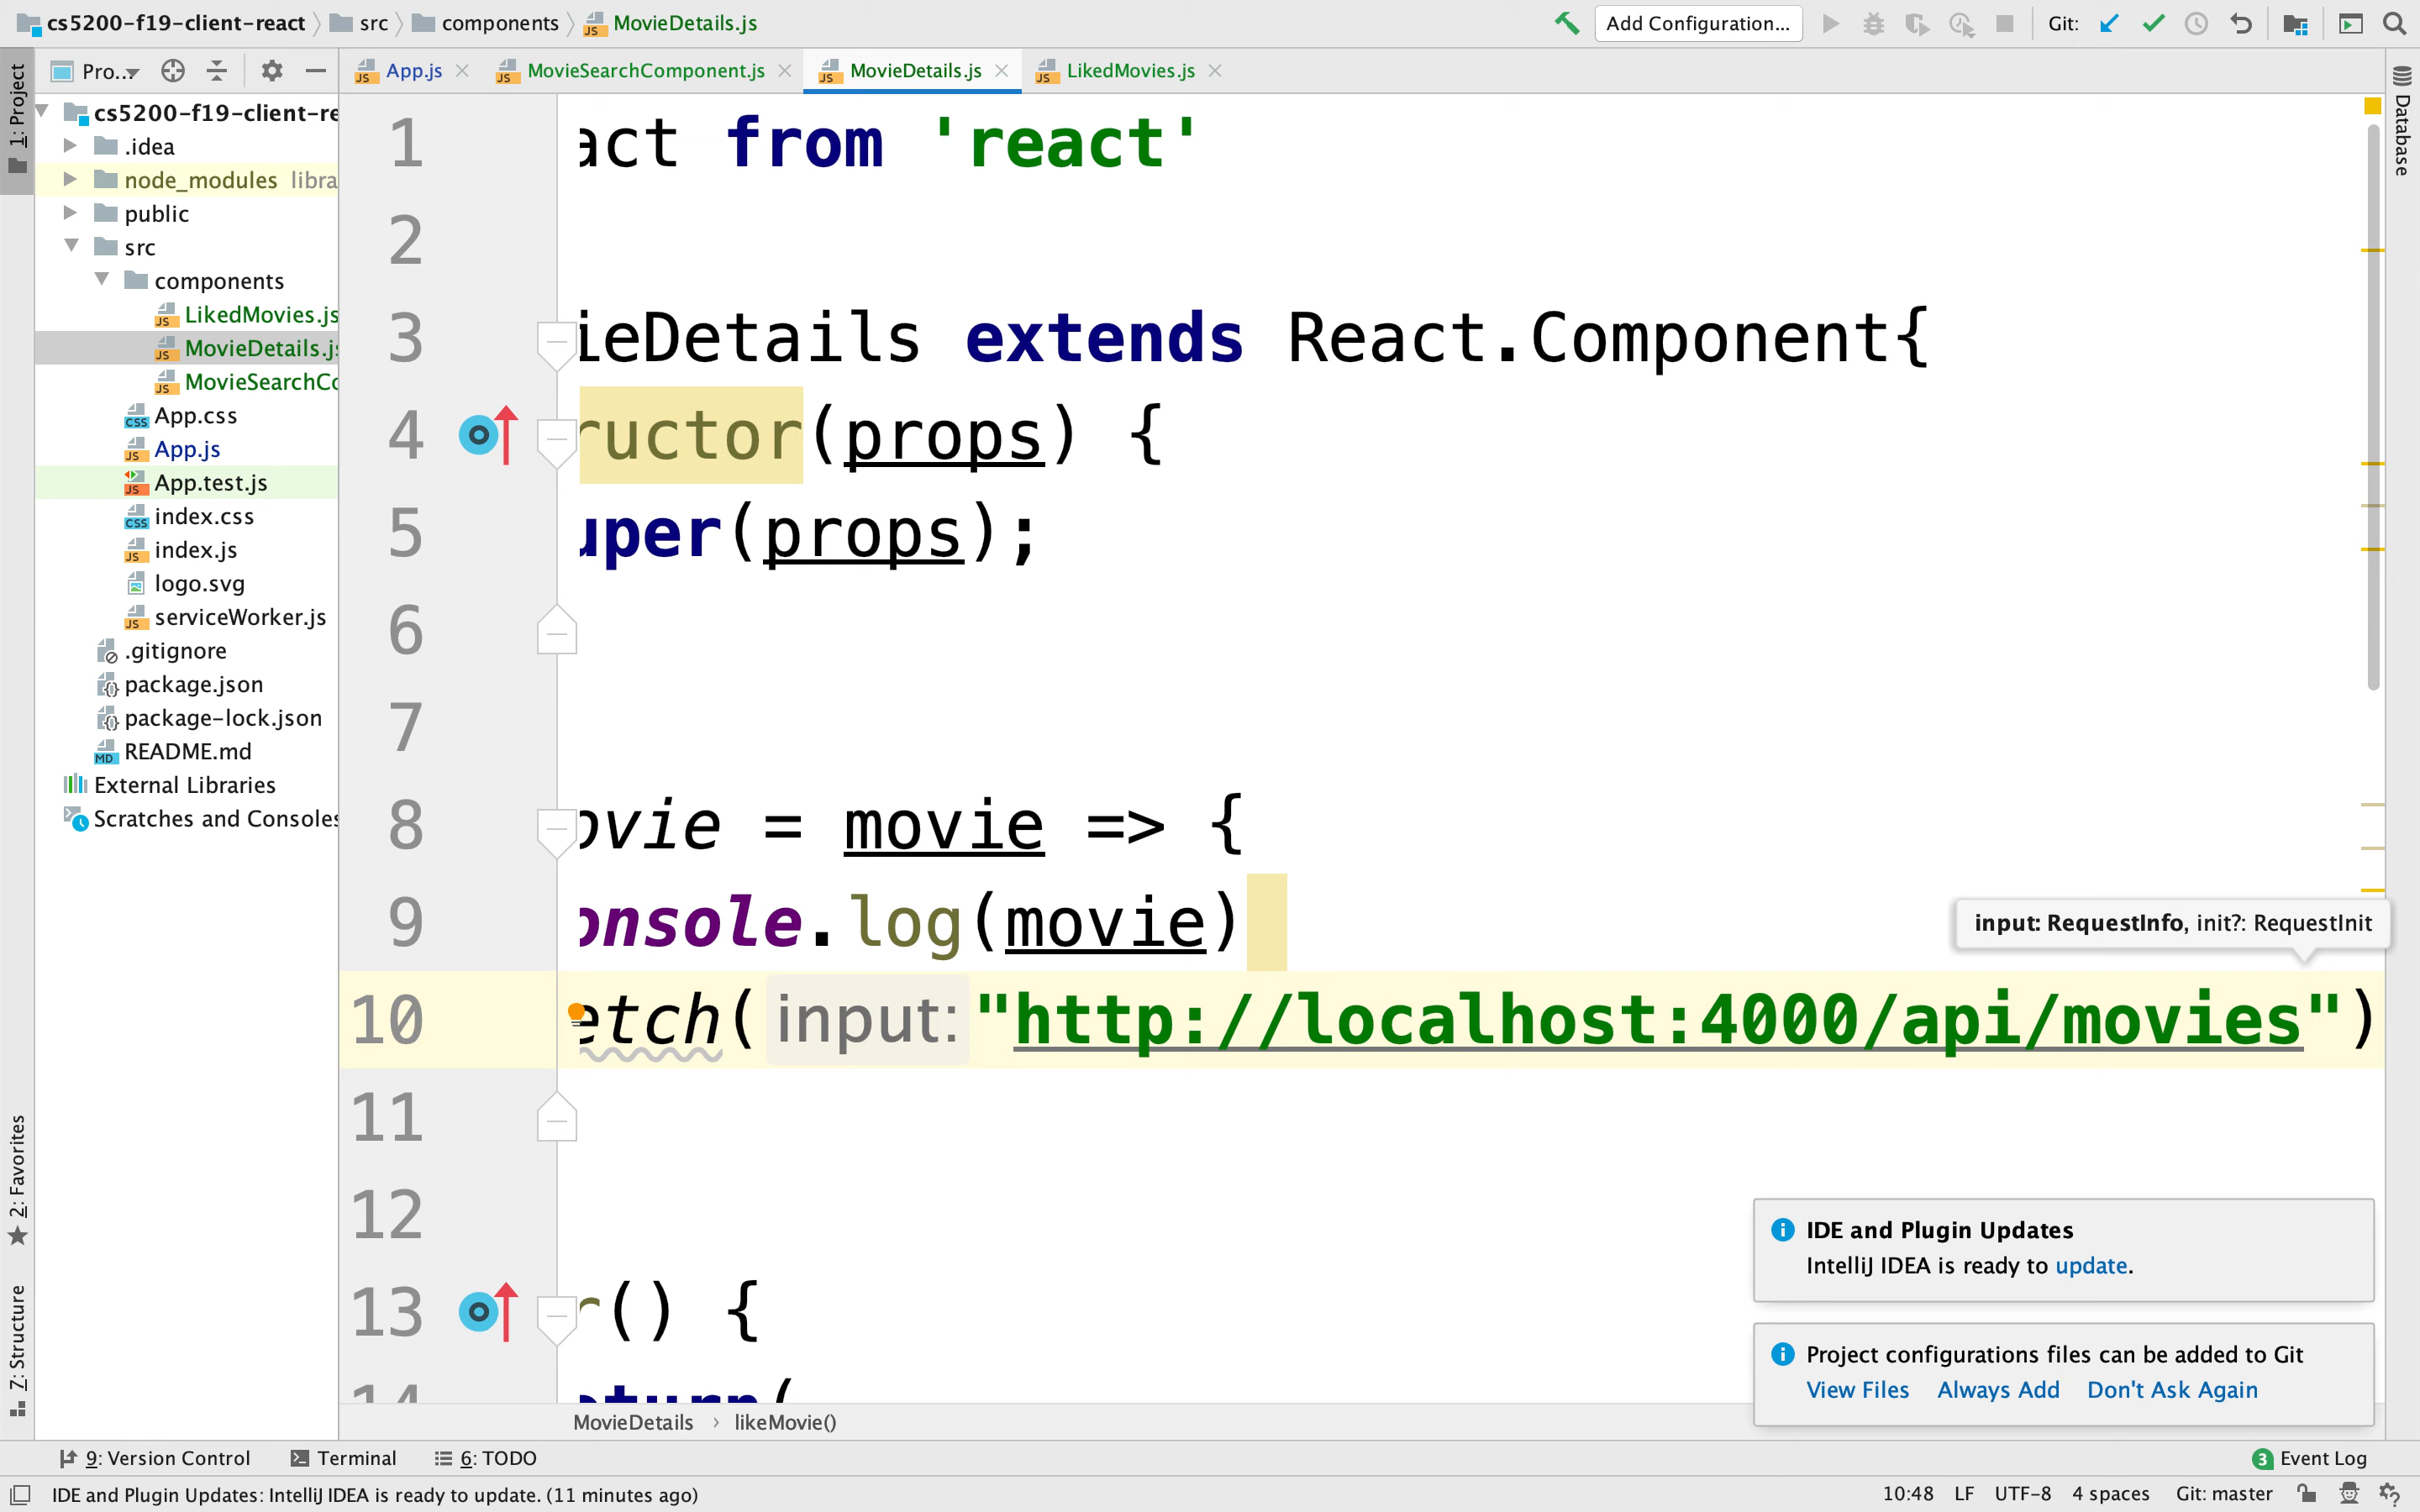 cs5200-f19-client-react src components MovieDetails.js Add Configuration... Git:
1: Project Pro... App.js MovieSearchComponent.js MovieDetails.js LikedMovies.js Database
cs5200-f19-client-re
.idea
node_modules libra
public
src
components
LikedMovies.js
MovieDetails.js
MovieSearchCo
App.css
App.js
App.test.js
index.css
index.js
logo.svg
serviceWorker.js
.gitignore
package.json
package-lock.json
README.md
External Libraries
Scratches and Consoles
1 act from 'react'
2
3 ieDetails extends React.Component{
4 ructor(props) {
5 uper(props);
6
7
8 ovie = movie => {
9 onsole.log(movie)
input: RequestInfo, init?: RequestInit
10 etch( input: "http://localhost:4000/api/movies")
11
12
13 r() {
14 eturn(
MovieDetails › likeMovie()
IDE and Plugin Updates
IntelliJ IDEA is ready to update.
Project configurations files can be added to Git
View Files Always Add Don't Ask Again
2: Favorites
7: Structure
9: Version Control Terminal 6: TODO 3 Event Log
IDE and Plugin Updates: IntelliJ IDEA is ready to update. (11 minutes ago) 10:48 LF UTF-8 4 spaces Git: master